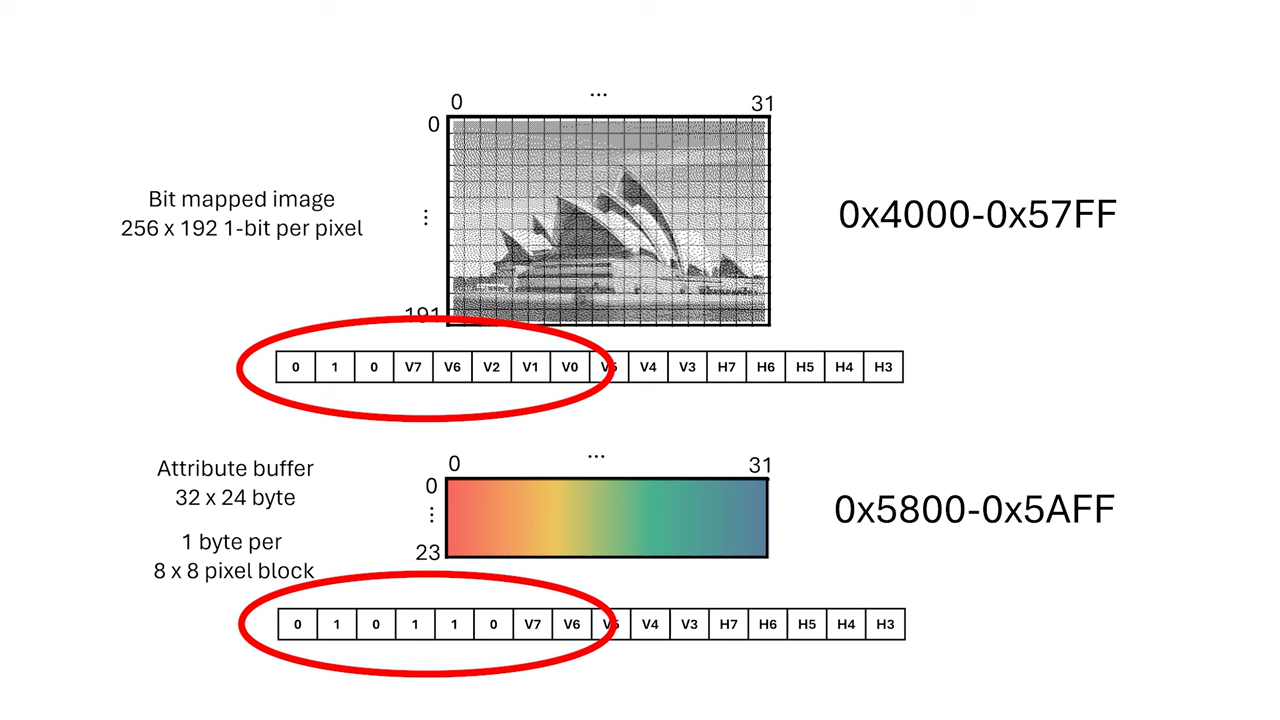 0 ... 31
0
Bit mapped image
256 x 192 1-bit per pixel
⋮
0x4000-0x57FF
191
0 1 0 V7 V6 V2 V1 V0 V5 V4 V3 H7 H6 H5 H4 H3
Attribute buffer
32 x 24 byte
1 byte per
8 x 8 pixel block
0 ... 31
0
⋮
23
0x5800-0x5AFF
0 1 0 1 1 0 V7 V6 V5 V4 V3 H7 H6 H5 H4 H3